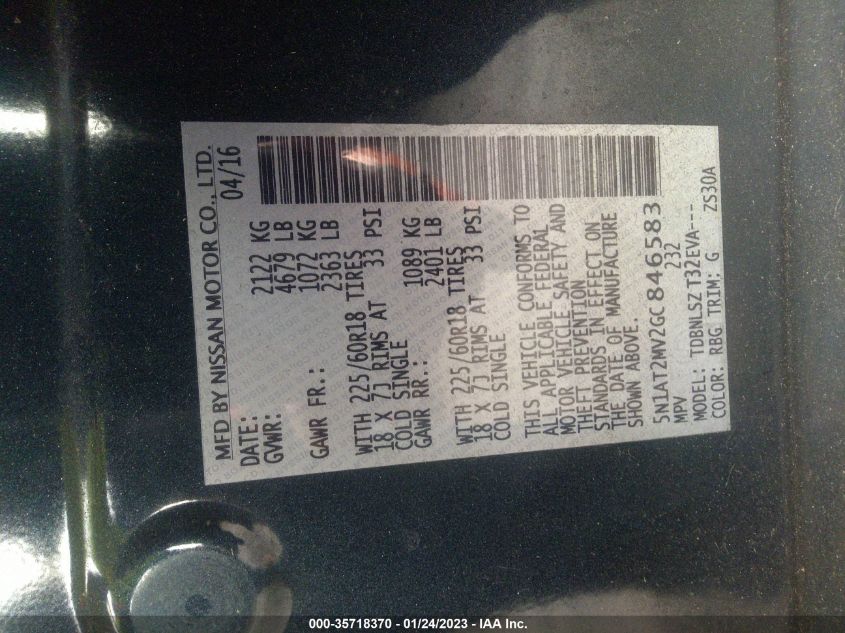 MFD BY NISSAN MOTOR CO., LTD.
DATE: 04/16
GVWR: 2122 KG
4679 LB
GAWR FR.: 1072 KG
2363 LB
WITH 225/60R18 TIRES
18 X 7J RIMS AT 33 PSI
COLD SINGLE
GAWR RR.: 1089 KG
2401 LB
WITH 225/60R18 TIRES
18 X 7J RIMS AT 33 PSI
COLD SINGLE
THIS VEHICLE CONFORMS TO
ALL APPLICABLE FEDERAL
MOTOR VEHICLE SAFETY AND
THEFT PREVENTION
STANDARDS IN EFFECT ON
THE DATE OF MANUFACTURE
SHOWN ABOVE.
5N1AT2MV2GC846583
MPV 232
MODEL: TDBNLSZ T32EVA---
COLOR: RBG TRIM: G ZS30A
000-35718370 - 01/24/2023 - IAA Inc.